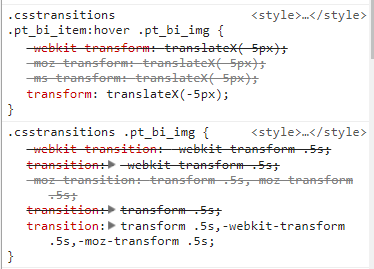 .csstransitions <style>…</style>
.pt_bi_item:hover .pt_bi_img {
-webkit-transform: translateX(-5px);
-moz-transform: translateX(-5px);
-ms-transform: translateX(-5px);
transform: translateX(-5px);
}
.csstransitions .pt_bi_img { <style>…</style>
-webkit-transition:-webkit-transform .5s;
transition:▶ -webkit-transform .5s;
-moz-transition: transform .5s,-moz-transform
.5s;
transition:▶ transform .5s;
transition:▶ transform .5s,-webkit-transform
.5s,-moz-transform .5s;
}